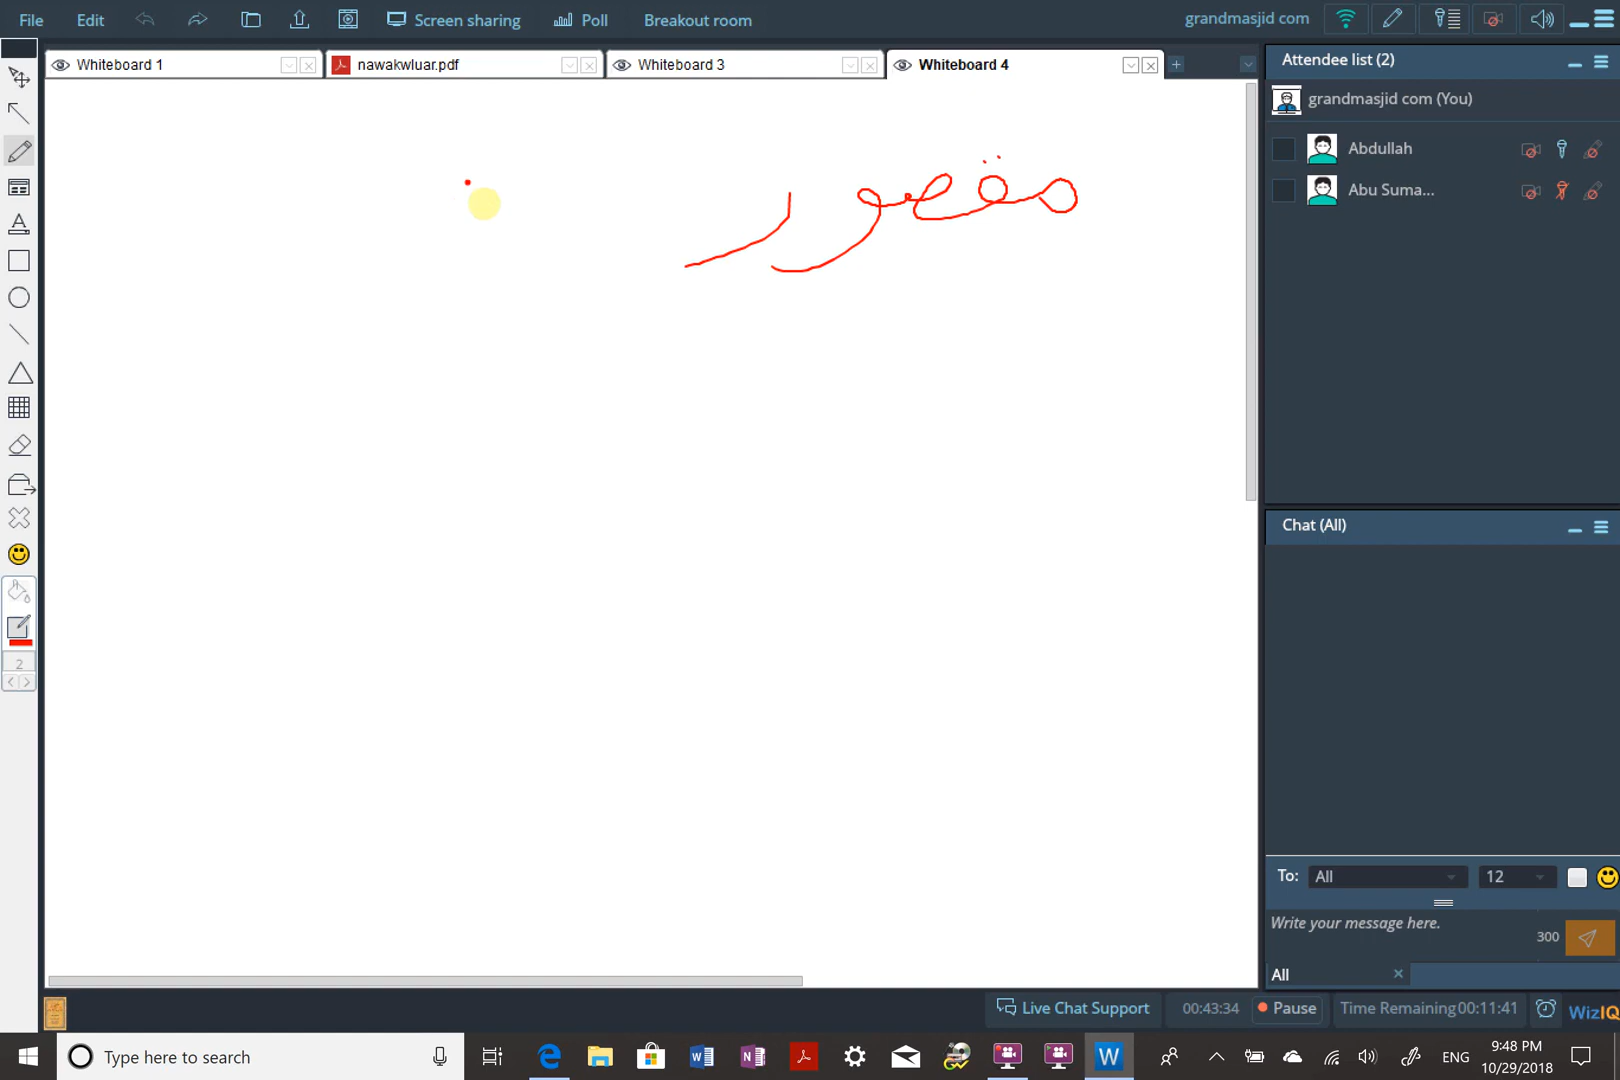 File Edit Screen sharing Poll Breakout room grandmasjid com
Whiteboard 1 nawakwluar.pdf Whiteboard 3 Whiteboard 4
Attendee list (2)
grandmasjid com (You)
Abdullah
Abu Suma...
مقصور
2
Chat (All)
To: All 12
Write your message here.
300
All
Live Chat Support 00:43:34 Pause Time Remaining 00:11:41 WizIQ
Type here to search
ENG
9:48 PM
10/29/2018